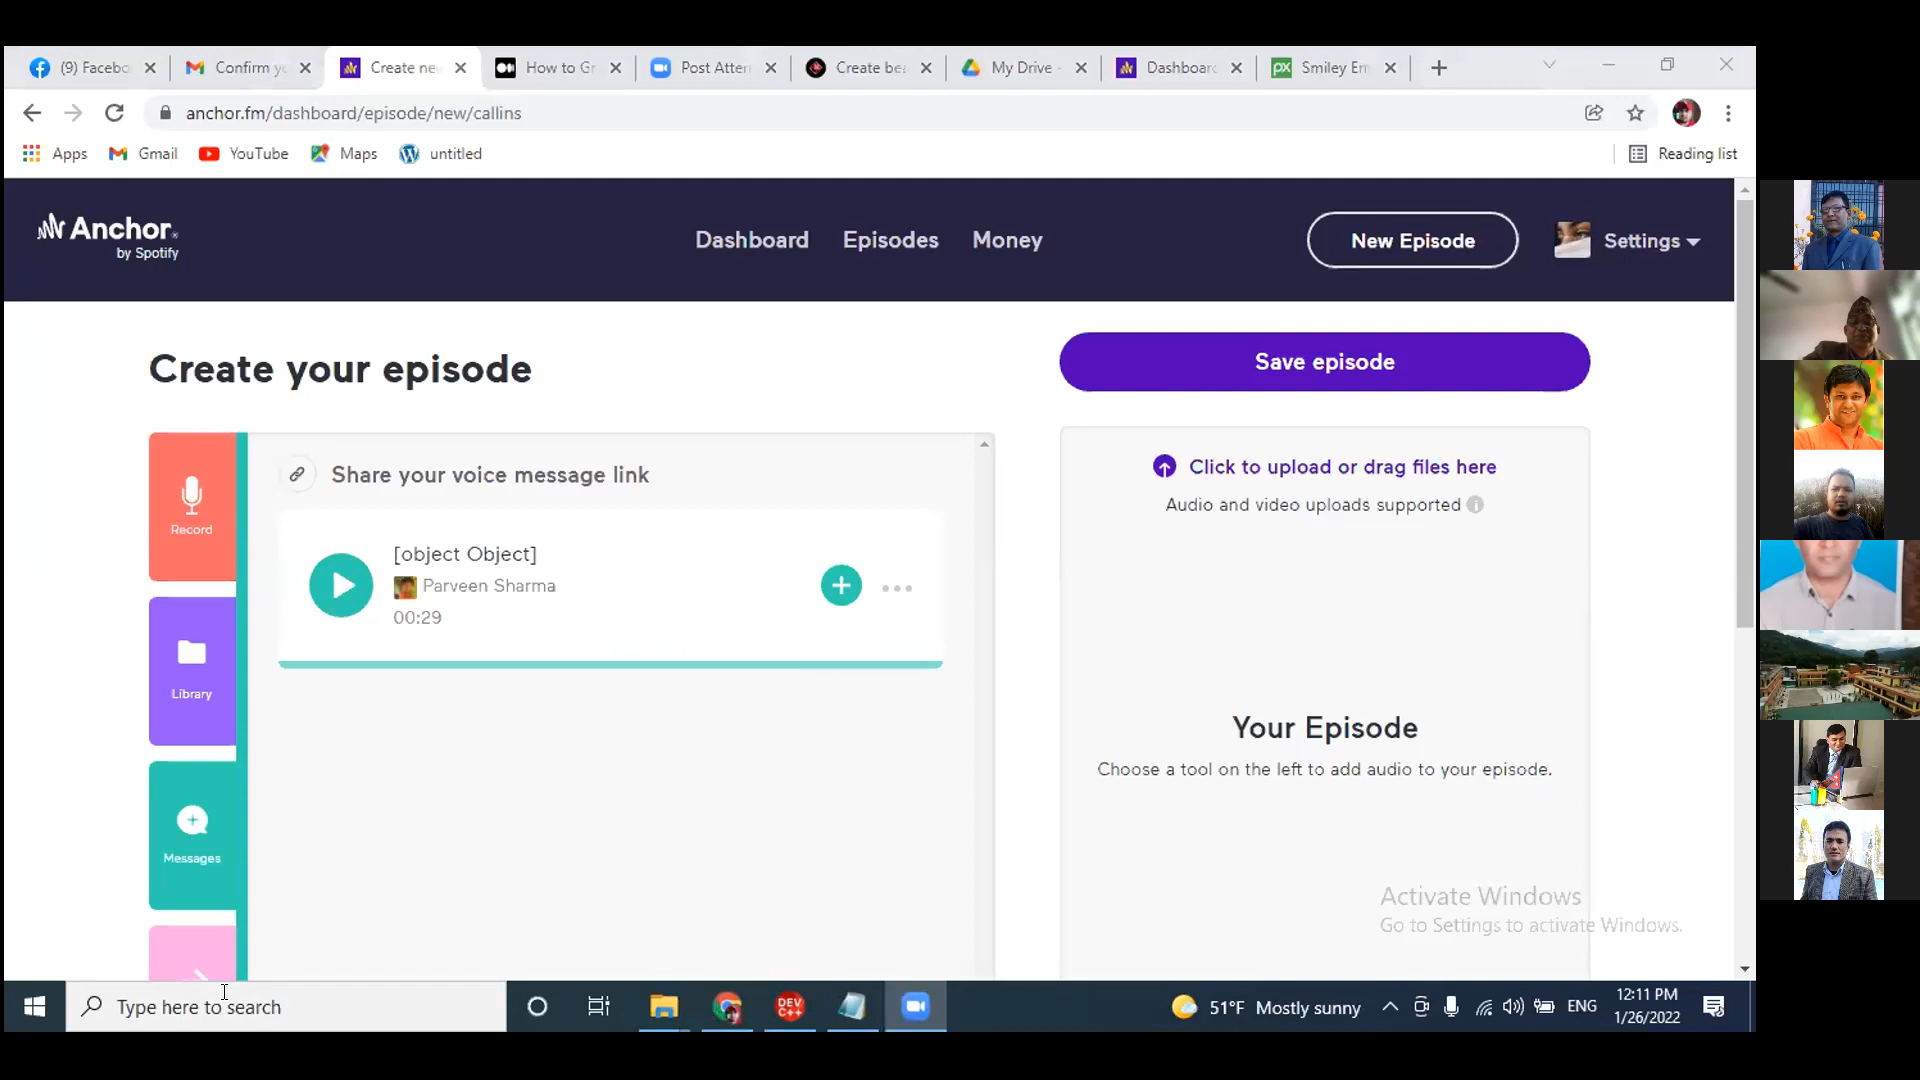 (9) Facebo
Confirm yo
Create new
How to Gr
Post Atten
Create bea
My Drive -
Dashboard
Smiley Em
anchor.fm/dashboard/episode/new/callins
Apps
Gmail
YouTube
Maps
untitled
Reading list
Anchor
by Spotify
Dashboard
Episodes
Money
New Episode
Settings
Create your episode
Save episode
Record
Library
Messages
Share your voice message link
[object Object]
Parveen Sharma
00:29
Click to upload or drag files here
Audio and video uploads supported
Your Episode
Choose a tool on the left to add audio to your episode.
Activate Windows
Go to Settings to activate Windows.
Type here to search
DEV
C++
51°F Mostly sunny
ENG
12:11 PM
1/26/2022